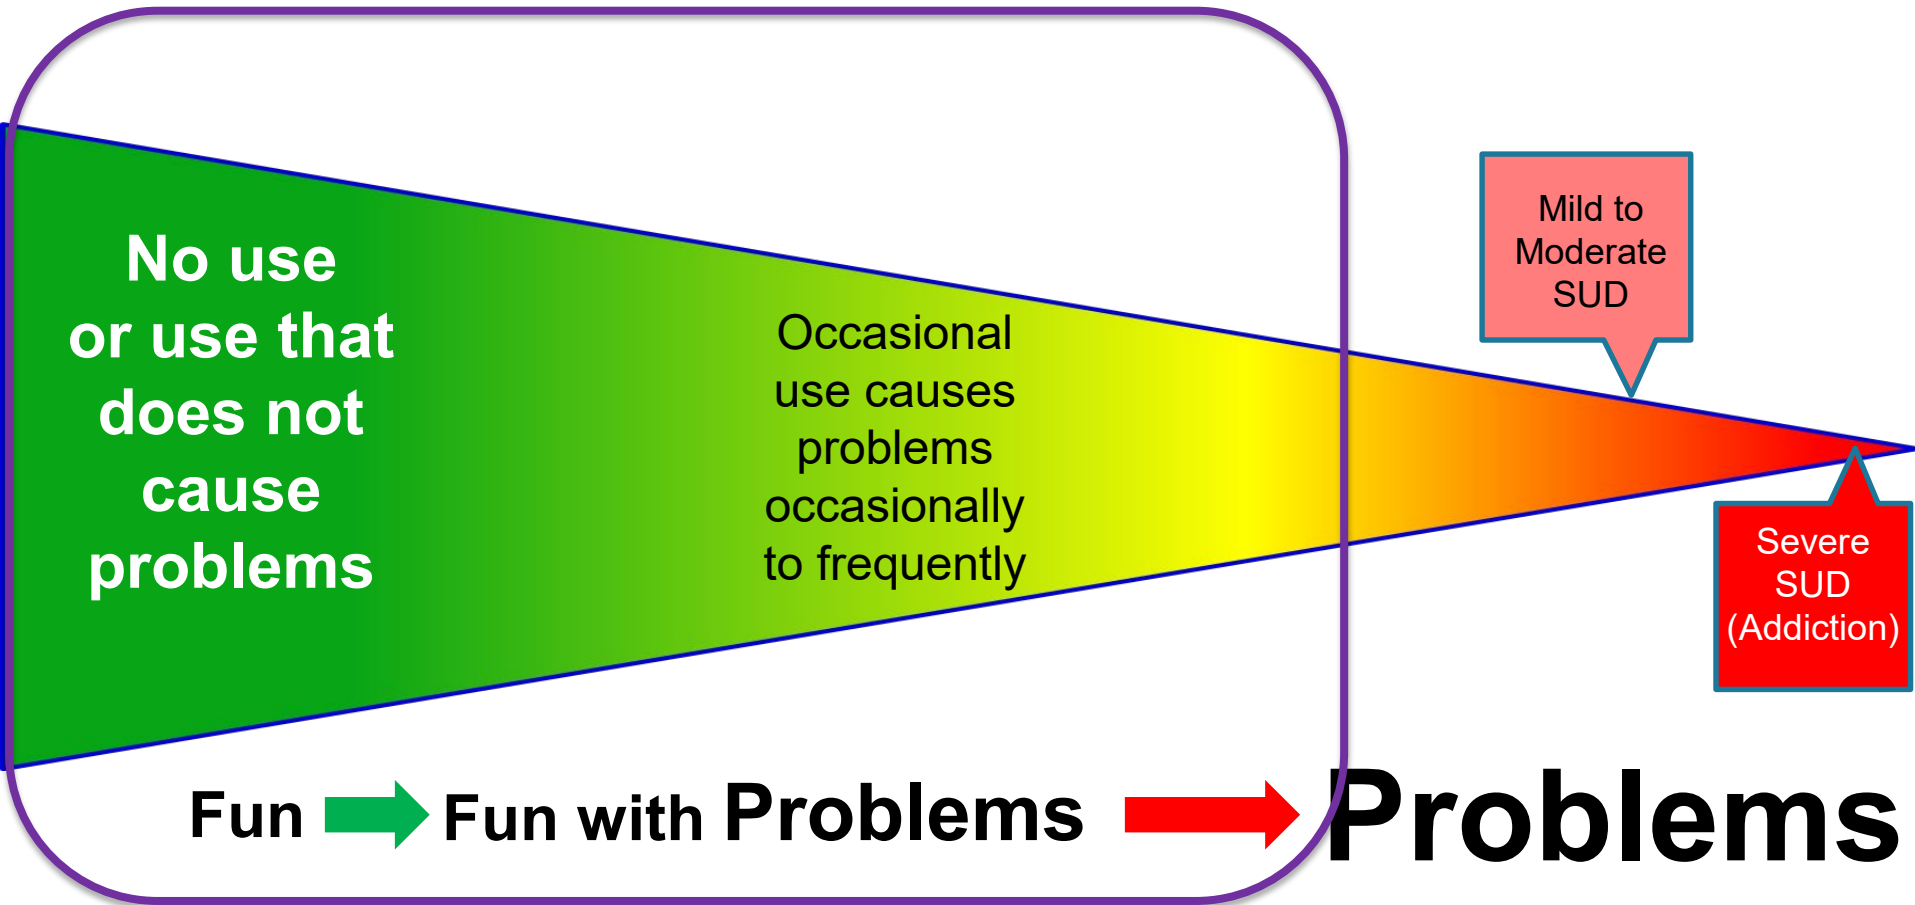 No use
or use that
does not
cause
problems
Occasional
use causes
problems
occasionally
to frequently
Mild to
Moderate
SUD
Severe
SUD
(Addiction)
Fun Fun with Problems Problems